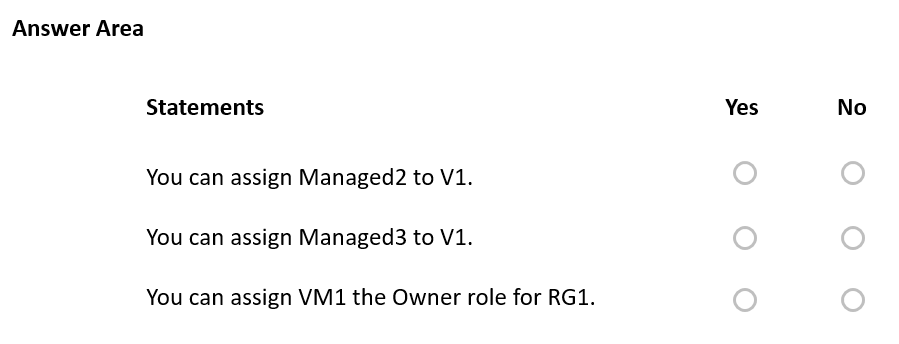 Answer Area
Statements Yes No
You can assign Managed2 to V1.
You can assign Managed3 to V1.
You can assign VM1 the Owner role for RG1.